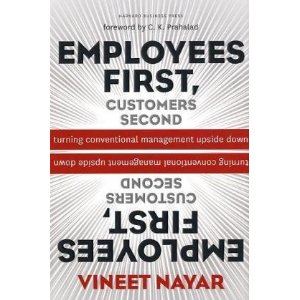 HARVARD BUSINESS PRESS
foreword by C. K. Prahalad
EMPLOYEES
FIRST,
CUSTOMERS
SECOND
turning conventional management upside down
turning conventional management upside down
SECOND
CUSTOMERS
FIRST,
EMPLOYEES
VINEET NAYAR